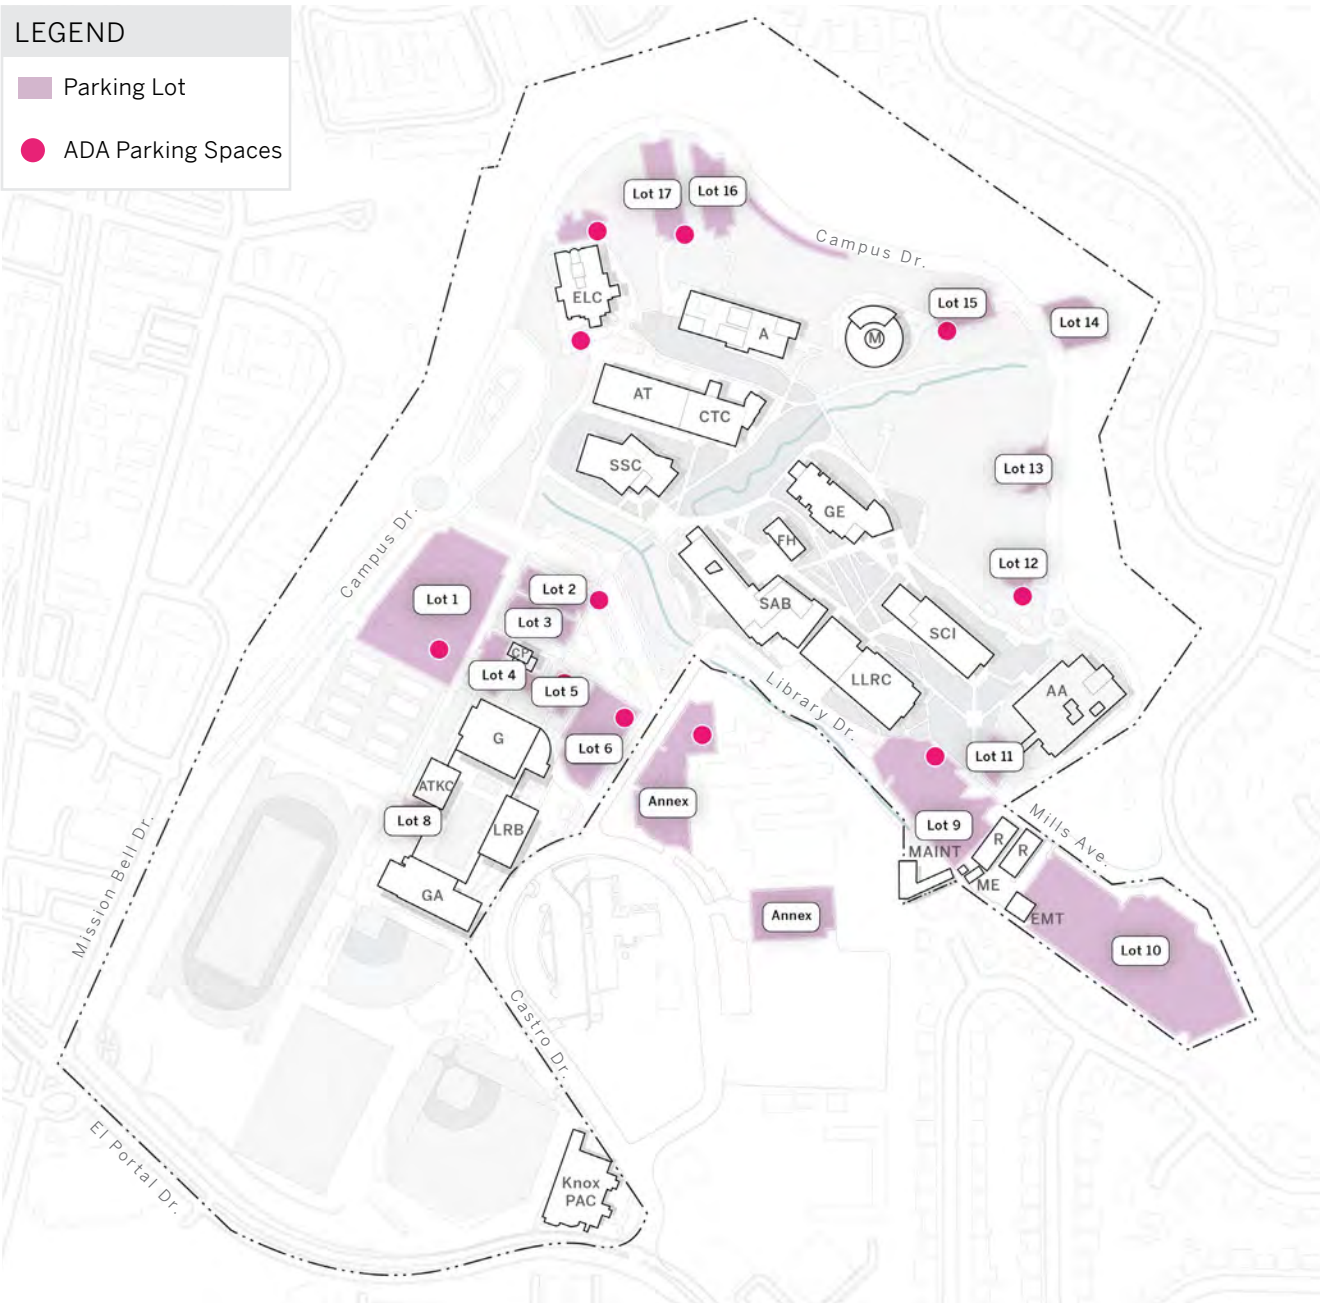 LEGEND
Parking Lot
ADA Parking Spaces
Lot 17
Lot 16
Campus Dr.
ELC
Lot 15
Lot 14
A
M
AT
CTC
SSC
Lot 13
GE
Campus Dr.
FH
Lot 12
Lot 1
Lot 2
Lot 3
SAB
SCI
CP
Lot 4
Lot 5
LLRC
AA
Library Dr.
G
Lot 6
Lot 11
ATKC
Annex
Lot 8
LRB
Lot 9
Mills Ave.
R
R
MAINT
ME
Mission Bell Dr.
GA
Annex
EMT
Lot 10
Castro Dr.
El Portal Dr.
Knox
PAC